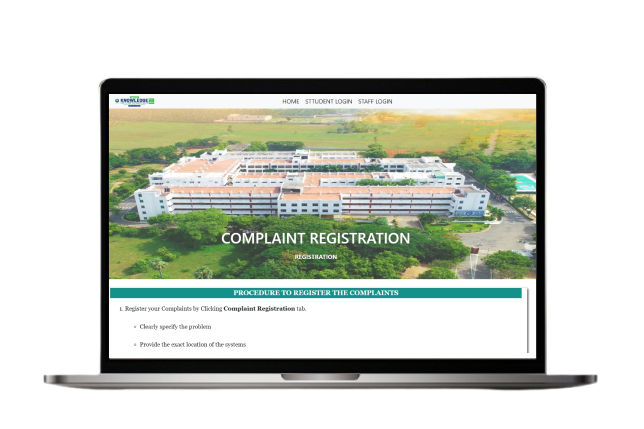 KNOWLEDGE
HOME STTUDENT LOGIN STAFF LOGIN
COMPLAINT REGISTRATION
REGISTRATION
PROCEDURE TO REGISTER THE COMPLAINTS
1. Register your Complaints by Clicking Complaint Registration tab.
Clearly specify the problem
Provide the exact location of the systems